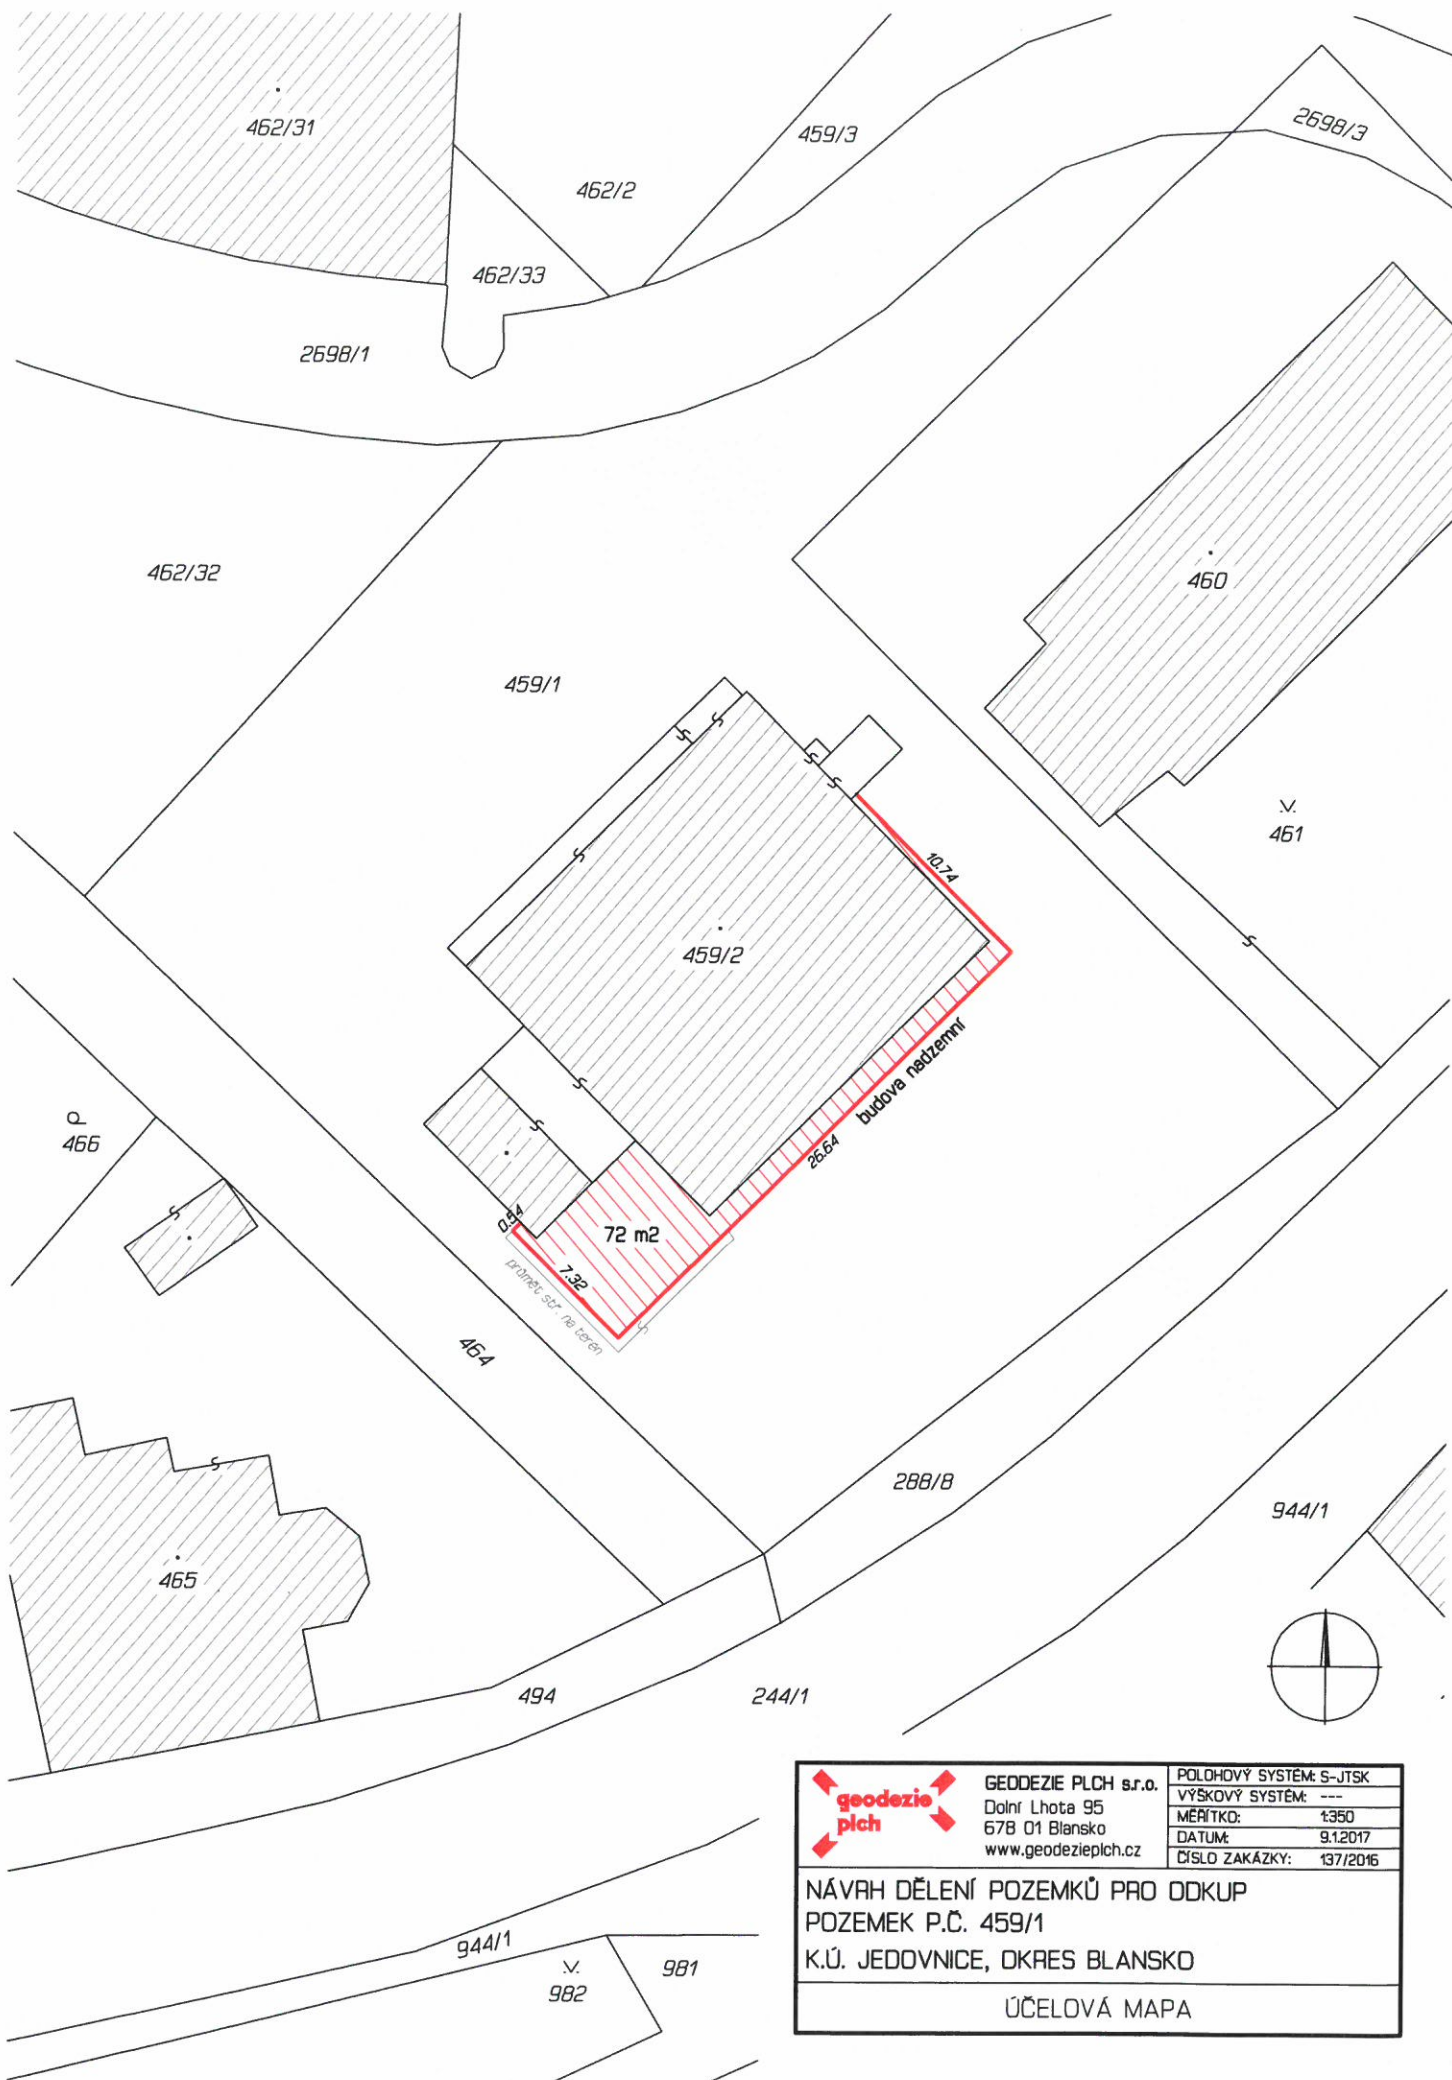 462/31
459/3
2698/3
462/2
462/33
2698/1
462/32
460
459/1
V.
461
10.74
459/2
budova nadzemní
26.64
P
466
0.54
72 m2
7.32
průmět stř. na terén
464
288/8
944/1
465
494
244/1
944/1
V.
982
981
geodezie
plch
GEODEZIE PLCH s.r.o.
Dolní Lhota 95
678 01 Blansko
www.geodezieplch.cz
POLOHOVÝ SYSTÉM: S-JTSK
VÝŠKOVÝ SYSTÉM: ---
MĚŘÍTKO: 1:350
DATUM: 9.1.2017
ČÍSLO ZAKÁZKY: 137/2016
NÁVRH DĚLENÍ POZEMKŮ PRO ODKUP
POZEMEK P.Č. 459/1
K.Ú. JEDOVNICE, OKRES BLANSKO
ÚČELOVÁ MAPA